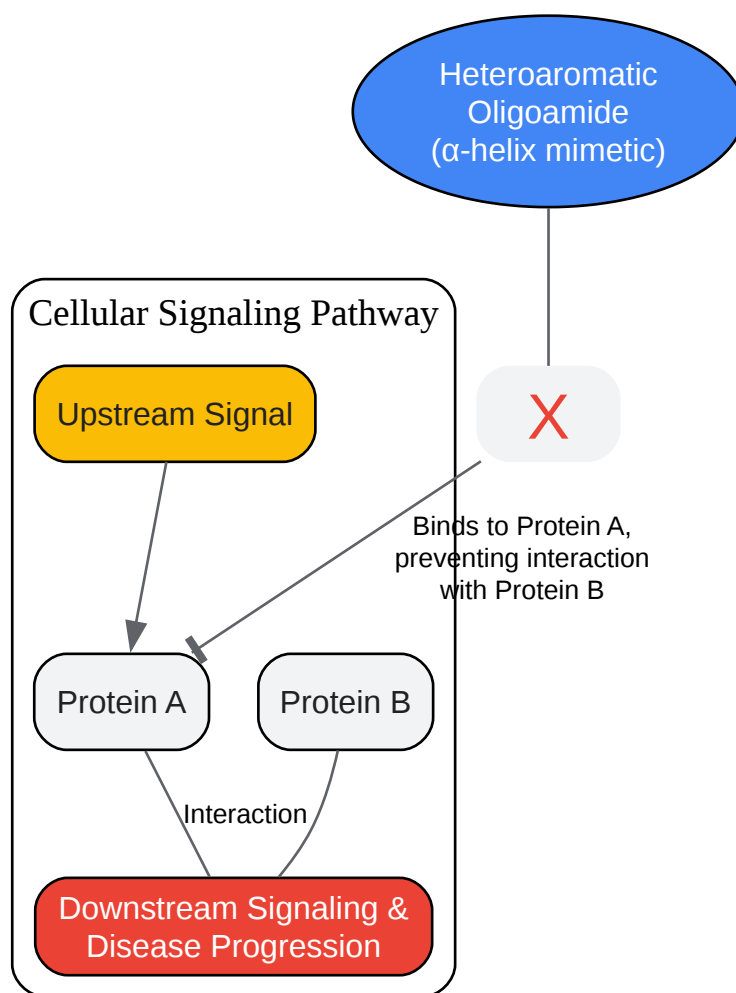 Heteroaromatic
Oligoamide
(α-helix mimetic)
Cellular Signaling Pathway
Upstream Signal
X
Binds to Protein A,
preventing interaction
with Protein B
Protein A
Protein B
Interaction
Downstream Signaling &
Disease Progression